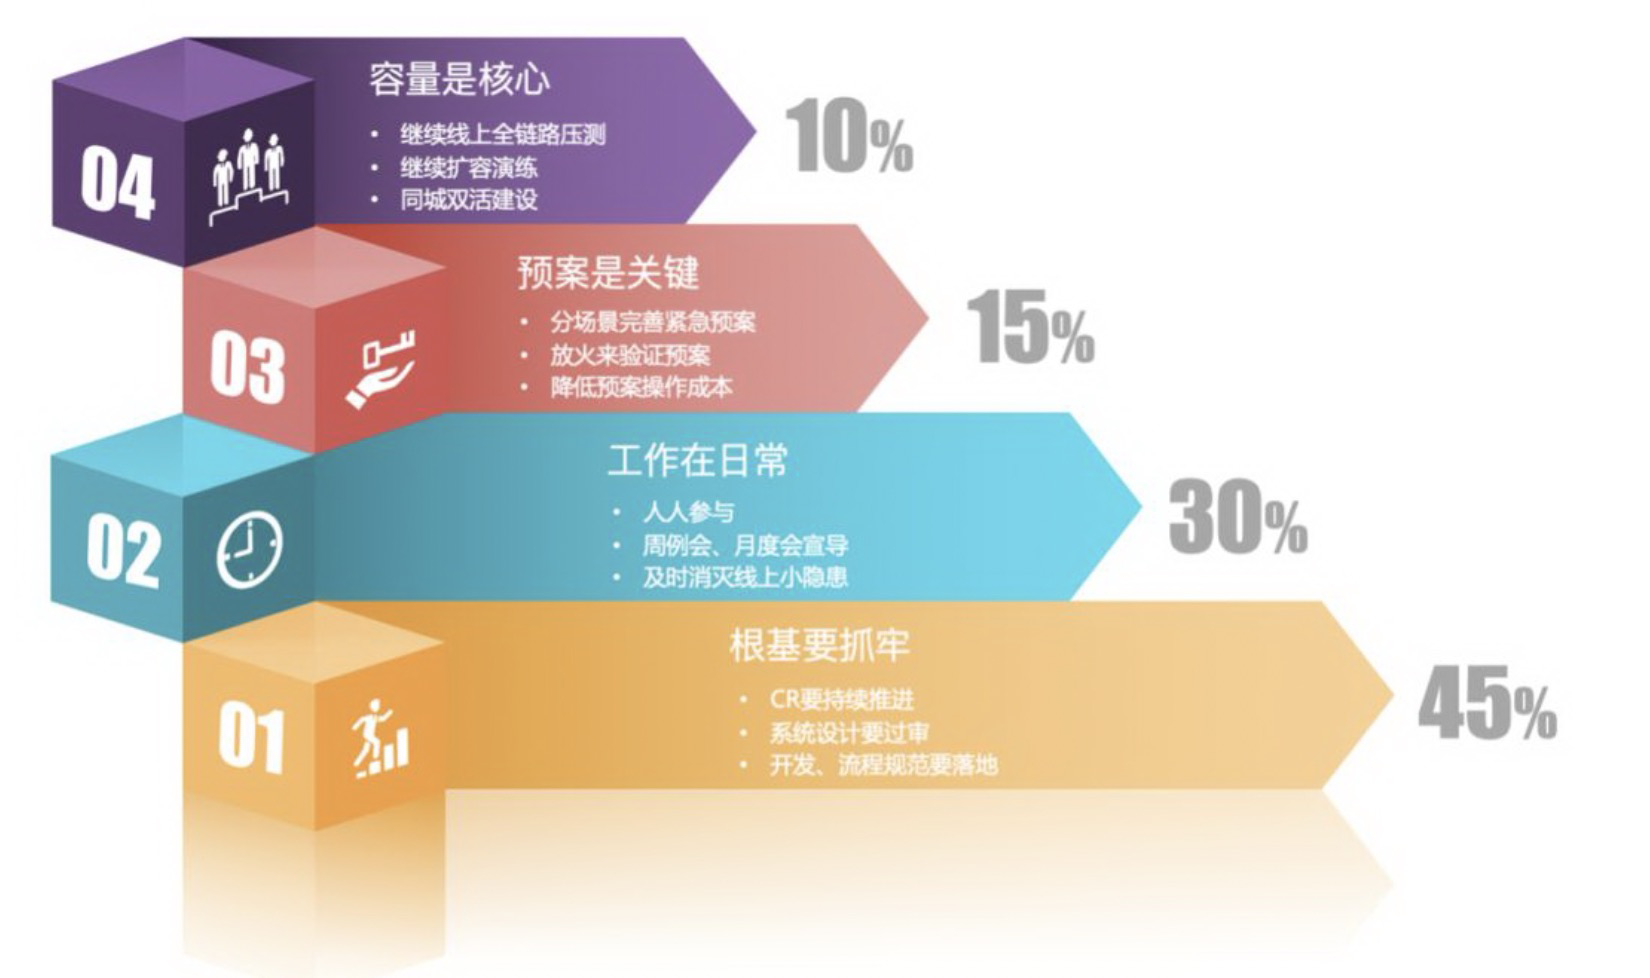 04
容量是核心
• 继续线上全链路压测
• 继续扩容演练
• 同城双活建设
10%
03
预案是关键
• 分场景完善紧急预案
• 放火来验证预案
• 降低预案操作成本
15%
02
工作在日常
• 人人参与
• 周例会、月度会宣导
• 及时消灭线上小隐患
30%
01
根基要抓牢
• CR要持续推进
• 系统设计要过审
• 开发、流程规范要落地
45%